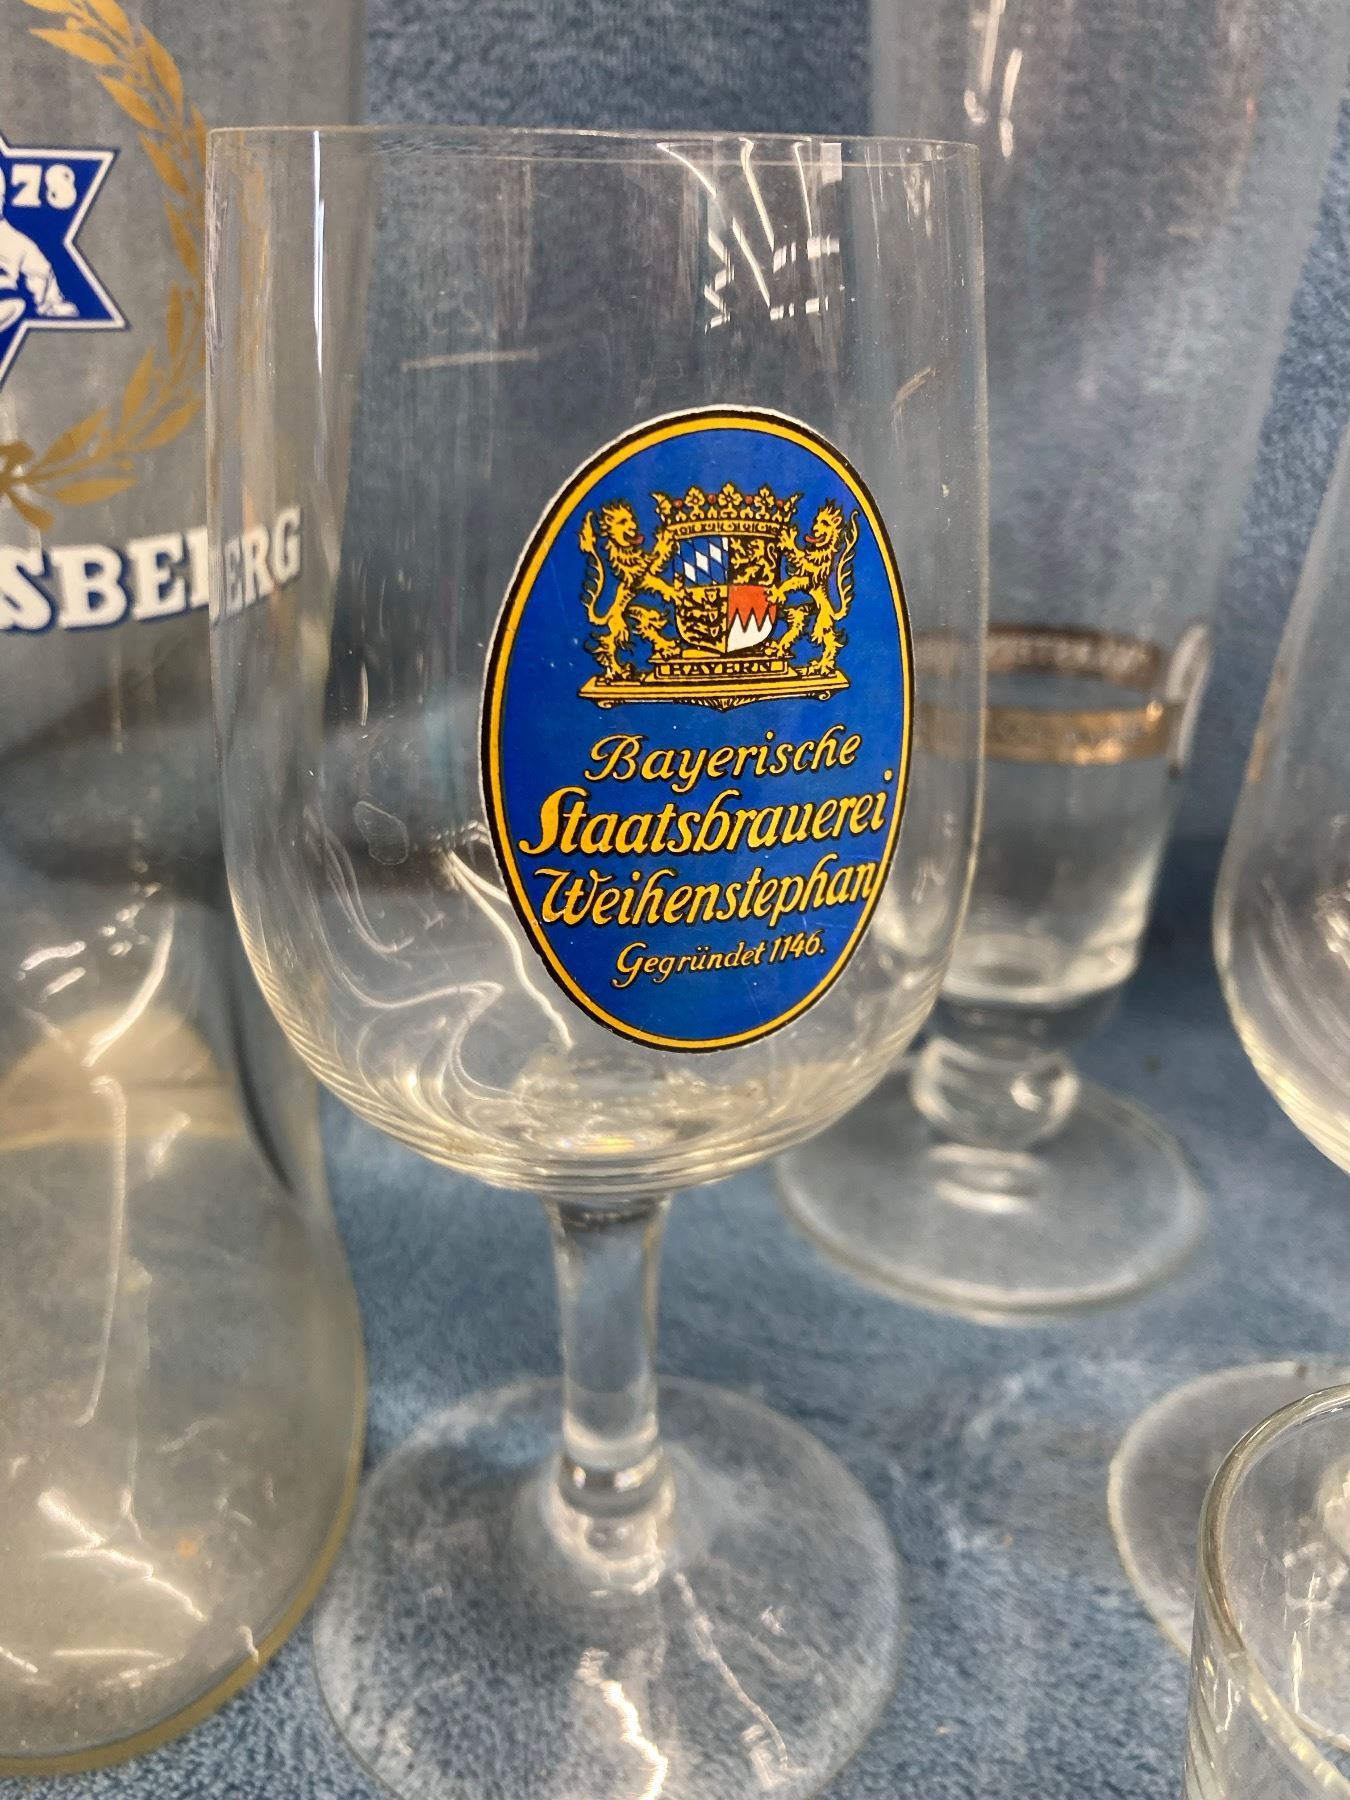 78
SBERG
BAYERN
Bayerische
Staatsbrauerei
Weihenstephan
Gegründet 1146.